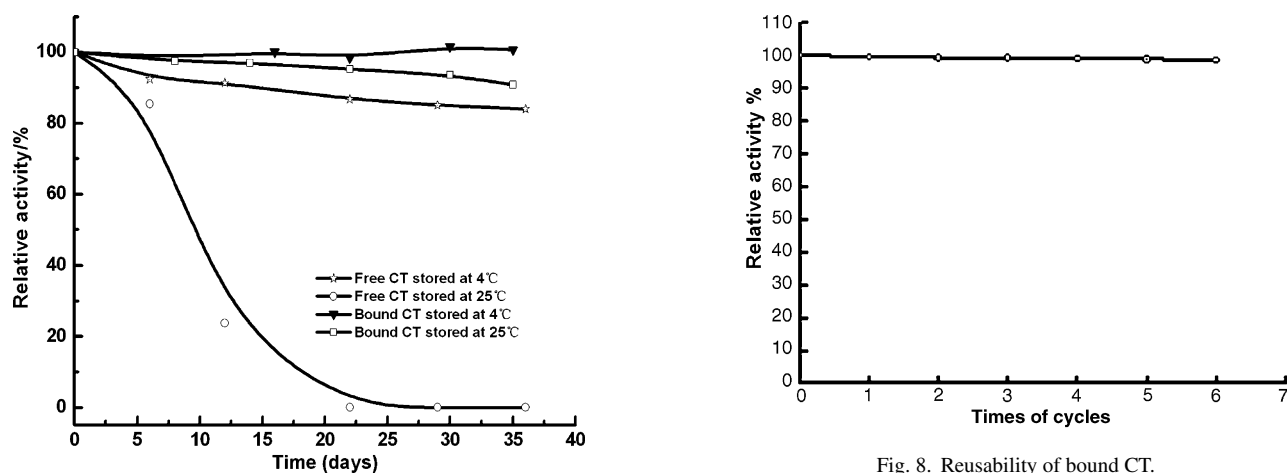 100
80
60
40
20
0
Relative activity/%
Free CT stored at 4℃
Free CT stored at 25℃
Bound CT stored at 4℃
Bound CT stored at 25℃
0 5 10 15 20 25 30 35 40
Time (days)
110
100
90
80
70
60
50
40
30
20
10
0
Relative activity %
0 1 2 3 4 5 6 7
Times of cycles
Fig. 8. Reusability of bound CT.